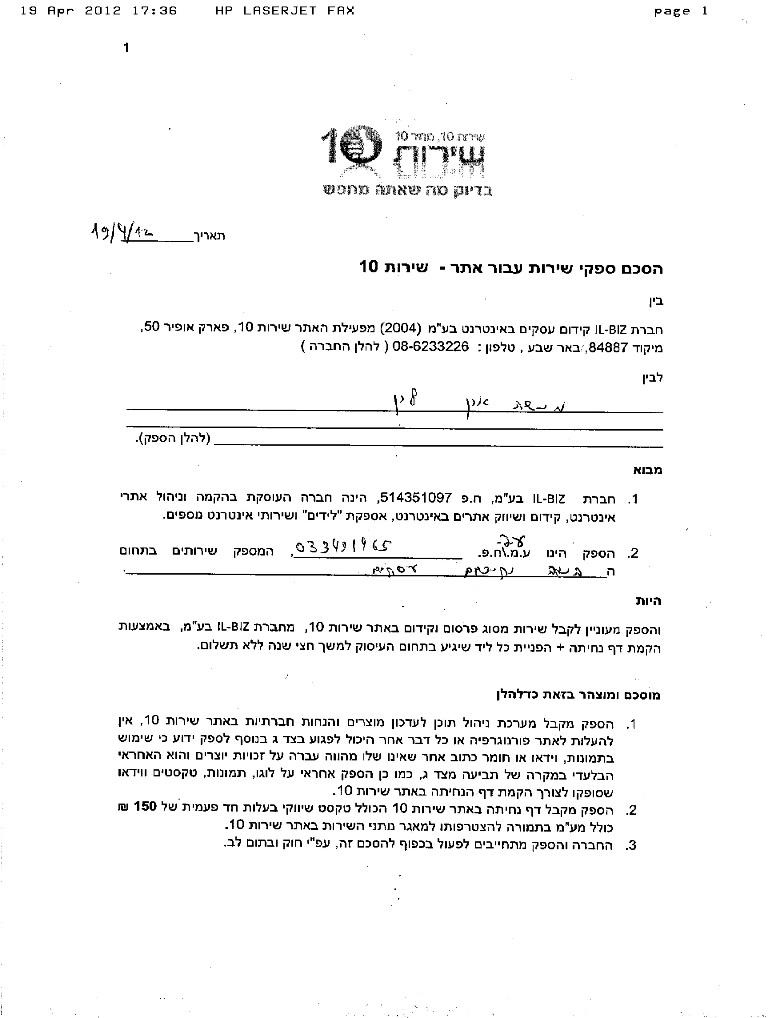 19 Apr 2012 17:36 HP LASERJET FAX page 1
1
שירות 10, מחיר 10
שירות 10
בדיוק מה שאתה מחפש
תאריך 19/4/12
הסכם ספקי שירות עבור אתר - שירות 10
בין
חברת IL-BIZ קידום עסקים באינטרנט בע"מ (2004) מפעילת האתר שירות 10, פארק אופיר 50,
מיקוד 84887, באר שבע, טלפון: 08-6233226 (להלן החברה)
לבין
(להלן הספק).
מבוא
1. חברת IL-BIZ בע"מ, ח.פ 514351097, הינה חברה העוסקת בהקמה וניהול אתרי
אינטרנט, קידום ושיווק אתרים באינטרנט, אספקת "לידים" ושירותי אינטרנט נוספים.
2. הספק הינו ע.מ\ח.פ. 033491965, המספק שירותים בתחום
ה
היות
והספק מעוניין לקבל שירות מסוג פרסום וקידום באתר שירות 10, מחברת IL-BIZ בע"מ, באמצעות
הקמת דף נחיתה + הפניית כל ליד שיגיע בתחום העיסוק למשך חצי שנה ללא תשלום.
מוסכם ומוצהר בזאת כדלהלן
1. הספק מקבל מערכת ניהול תוכן לעדכון מוצרים והנחות חברתיות באתר שירות 10, אין
להעלות לאתר פורנוגרפיה או כל דבר אחר היכול לפגוע בצד ג בנוסף לספק ידוע כי שימוש
בתמונות, וידאו או חומר כתוב אחר שאינו שלו מהווה עברה על זכויות יוצרים והוא האחראי
הבלעדי במקרה של תביעה מצד ג, כמו כן הספק אחראי על לוגו, תמונות, טקסטים ווידאו
שסופקו לצורך הקמת דף הנחיתה באתר שירות 10.
2. הספק מקבל דף נחיתה באתר שירות 10 הכולל טקסט שיווקי בעלות חד פעמית של 150 ₪
כולל מע"מ בתמורה להצטרפותו למאגר נותני השירות באתר שירות 10.
3. החברה והספק מתחייבים לפעול בכפוף להסכם זה, עפ"י חוק ובתום לב.